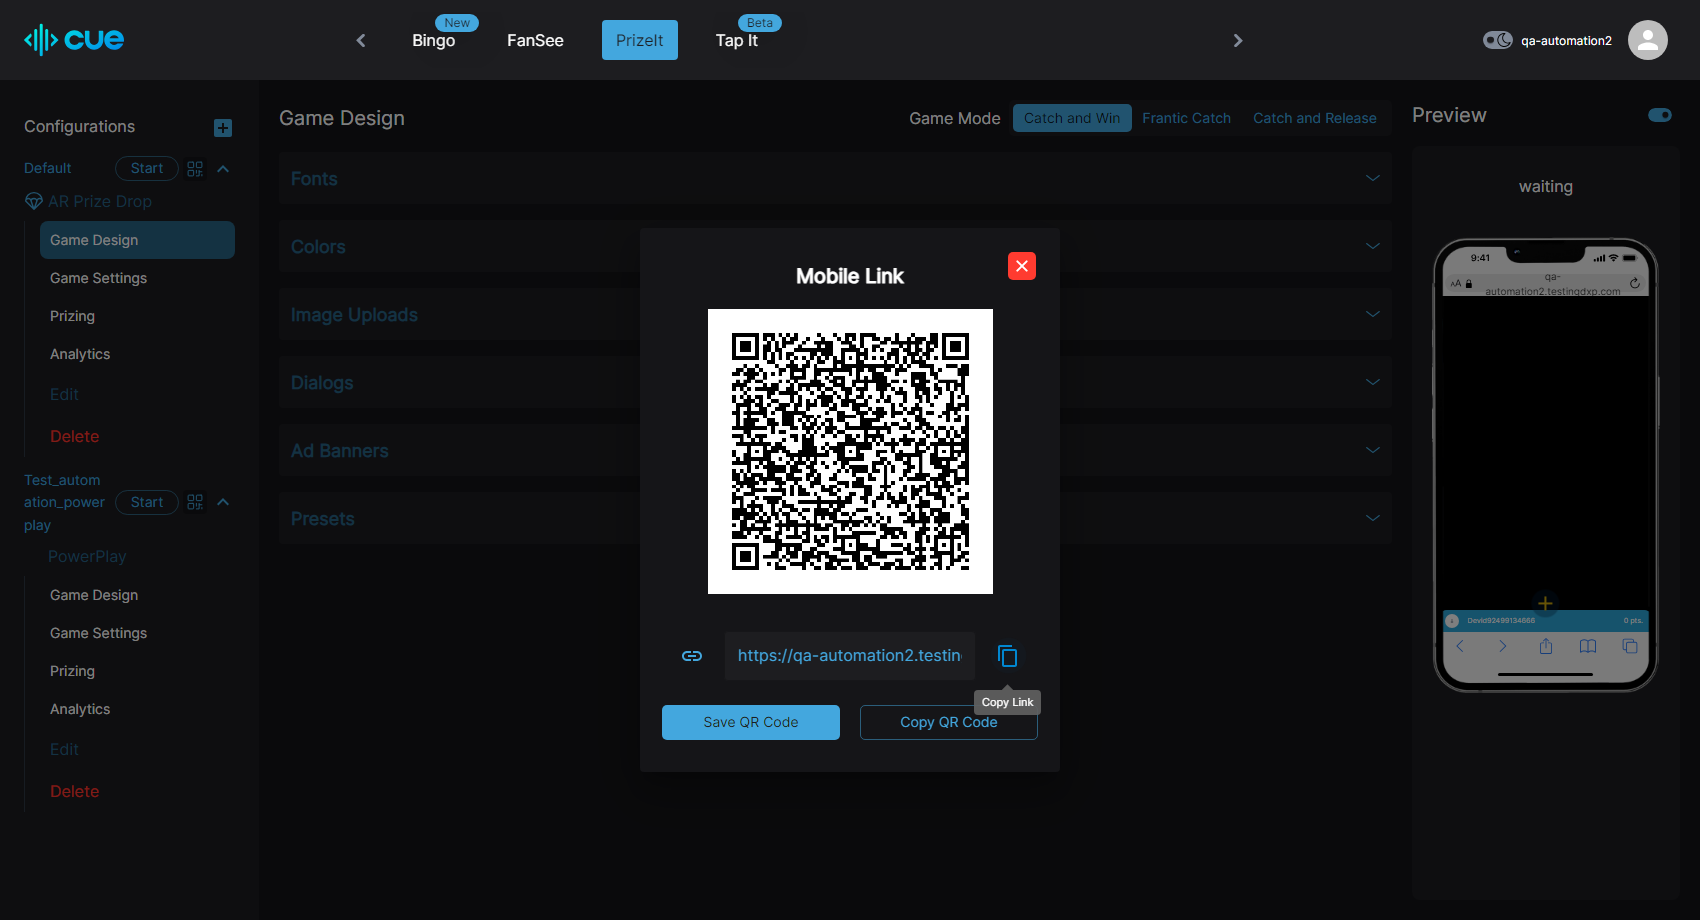 cue
New
Bingo
FanSee
PrizeIt
Beta
Tap It
qa-automation2
Configurations
Default
Start
AR Prize Drop
Game Design
Game Settings
Prizing
Analytics
Edit
Delete
Test_autom
ation_power
play
Start
PowerPlay
Game Design
Game Settings
Prizing
Analytics
Edit
Delete
Game Design
Game Mode
Catch and Win
Frantic Catch
Catch and Release
Fonts
Colors
Image Uploads
Dialogs
Ad Banners
Presets
Mobile Link
https://qa-automation2.testin
Copy Link
Save QR Code
Copy QR Code
Preview
waiting
9:41
AA
qa-
automation2.testingdxp.com
Devid92499134666
0 pts.